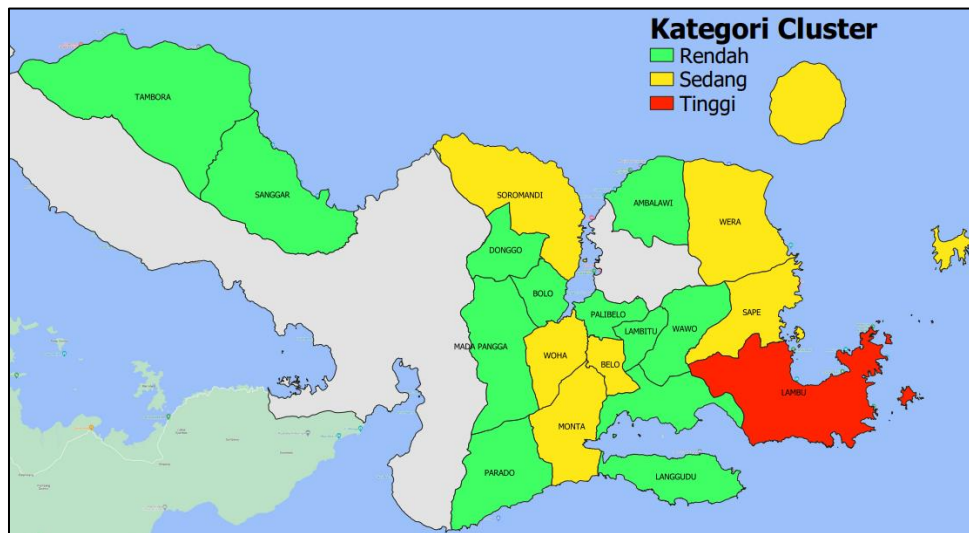 Kategori Cluster
Rendah
Sedang
Tinggi
TAMBORA
SANGGAR
SOROMANDI
AMBALAWI
WERA
DONGGO
BOLO
PALIBELO
SAPE
MADA PANGGA
LAMBITU
WAWO
WOHA
BELO
LAMBU
MONTA
PARADO
LANGGUDU